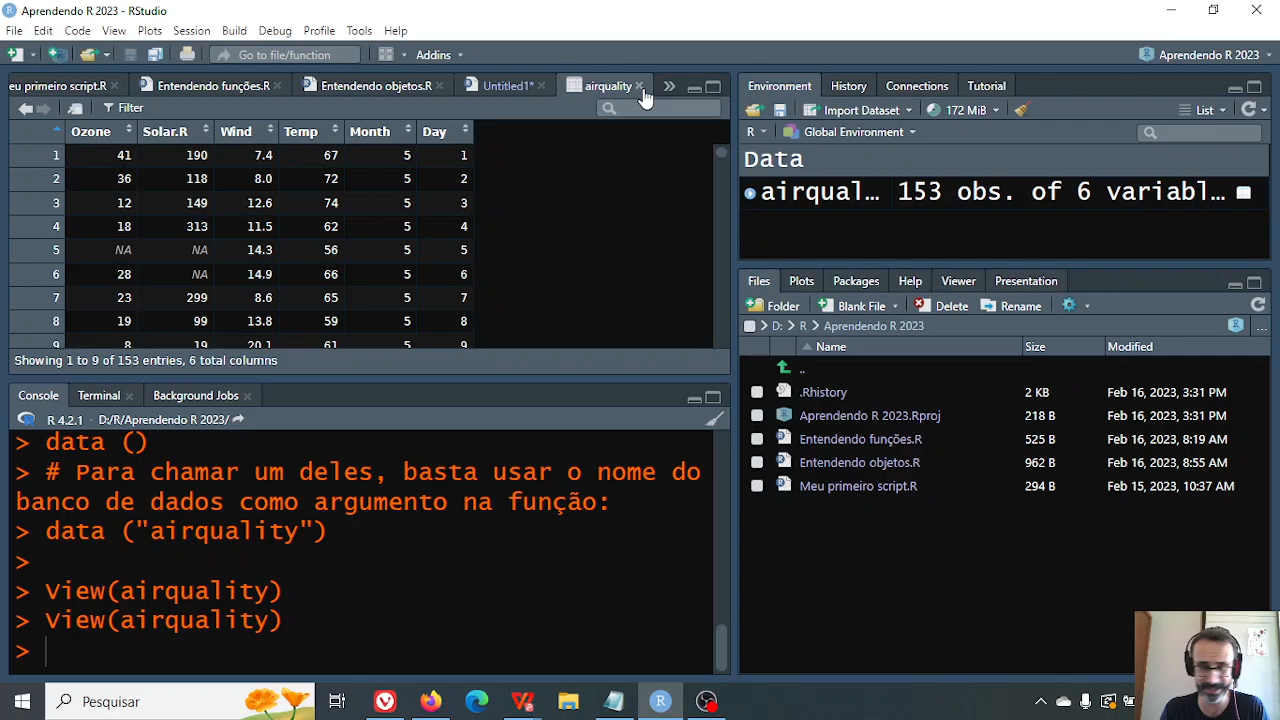 Aprendendo R 2023 - RStudio
File Edit Code View Plots Session Build Debug Profile Tools Help
Go to file/function Addins Aprendendo R 2023
eu primeiro script.R Entendendo funções.R Entendendo objetos.R Untitled1* airquality
Filter
Ozone Solar.R Wind Temp Month Day
1 41 190 7.4 67 5 1
2 36 118 8.0 72 5 2
3 12 149 12.6 74 5 3
4 18 313 11.5 62 5 4
5 NA NA 14.3 56 5 5
6 28 NA 14.9 66 5 6
7 23 299 8.6 65 5 7
8 19 99 13.8 59 5 8
9 8 19 20.1 61 5 9
Showing 1 to 9 of 153 entries, 6 total columns
Console Terminal Background Jobs
R 4.2.1 · D:/R/Aprendendo R 2023/
> data ()
> # Para chamar um deles, basta usar o nome do
banco de dados como argumento na função:
> data ("airquality")
>
> View(airquality)
> View(airquality)
>
Environment History Connections Tutorial
Import Dataset 172 MiB List
R Global Environment
Data
airqual… 153 obs. of 6 variabl…
Files Plots Packages Help Viewer Presentation
Folder Blank File Delete Rename
D: R Aprendendo R 2023 ...
Name Size Modified
..
.Rhistory 2 KB Feb 16, 2023, 3:31 PM
Aprendendo R 2023.Rproj 218 B Feb 16, 2023, 3:31 PM
Entendendo funções.R 525 B Feb 16, 2023, 8:19 AM
Entendendo objetos.R 962 B Feb 16, 2023, 8:55 AM
Meu primeiro script.R 294 B Feb 15, 2023, 10:37 AM
Pesquisar